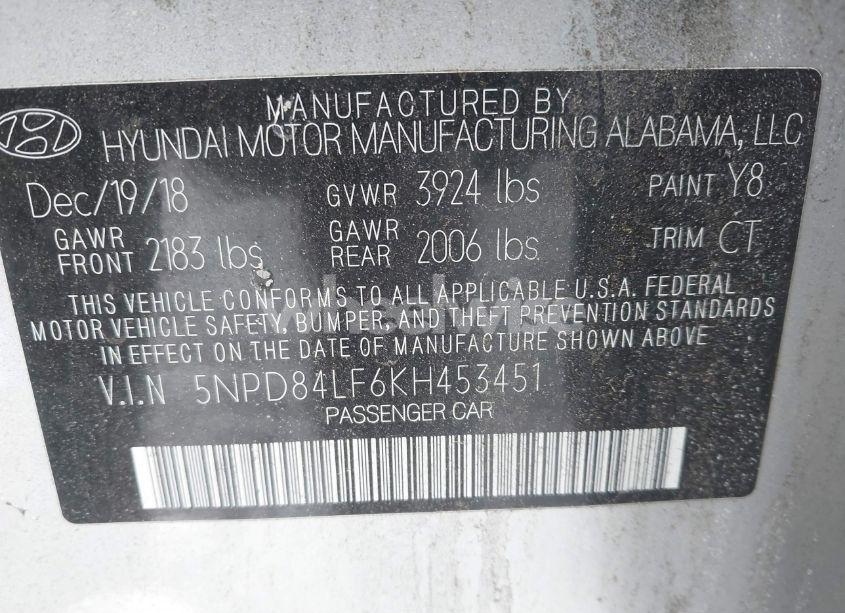 MANUFACTURED BY
HYUNDAI MOTOR MANUFACTURING ALABAMA, LLC
Dec/19/18 GVWR 3924 lbs PAINT Y8
GAWR FRONT 2183 lbs GAWR REAR 2006 lbs TRIM CT
THIS VEHICLE CONFORMS TO ALL APPLICABLE U.S.A. FEDERAL
MOTOR VEHICLE SAFETY, BUMPER, AND THEFT PREVENTION STANDARDS
IN EFFECT ON THE DATE OF MANUFACTURE SHOWN ABOVE
V.I.N 5NPD84LF6KH453451
PASSENGER CAR